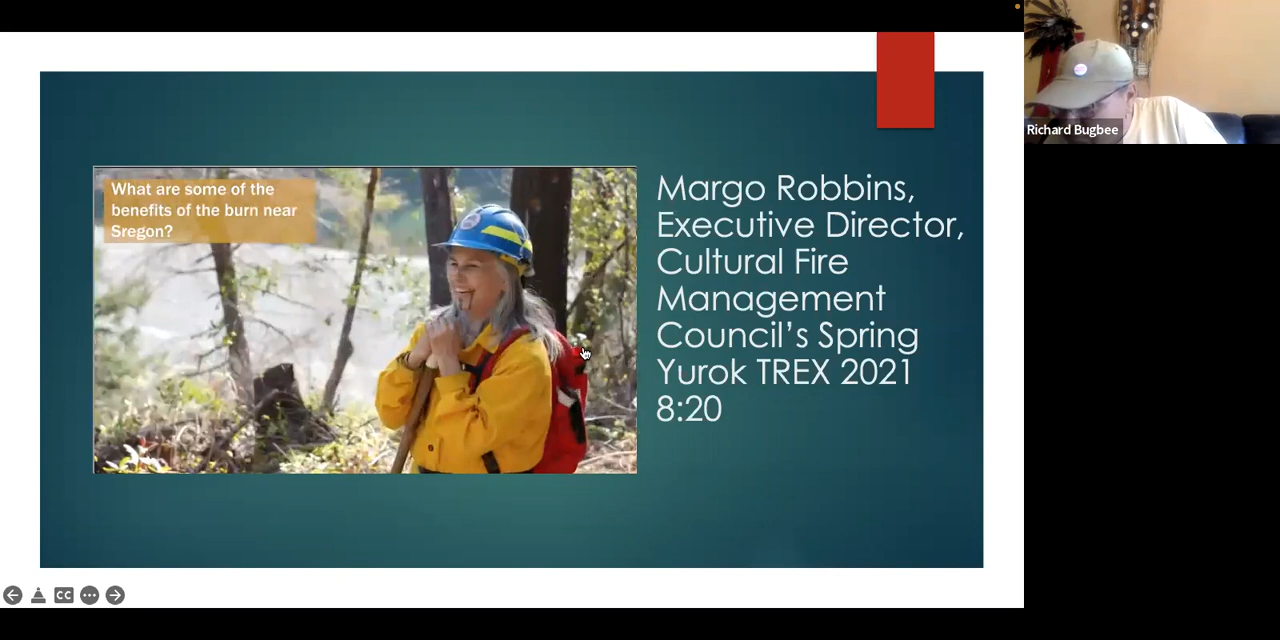 What are some of the
benefits of the burn near
Sregon?
Margo Robbins,
Executive Director,
Cultural Fire
Management
Council’s Spring
Yurok TREX 2021
8:20
Richard Bugbee
CC